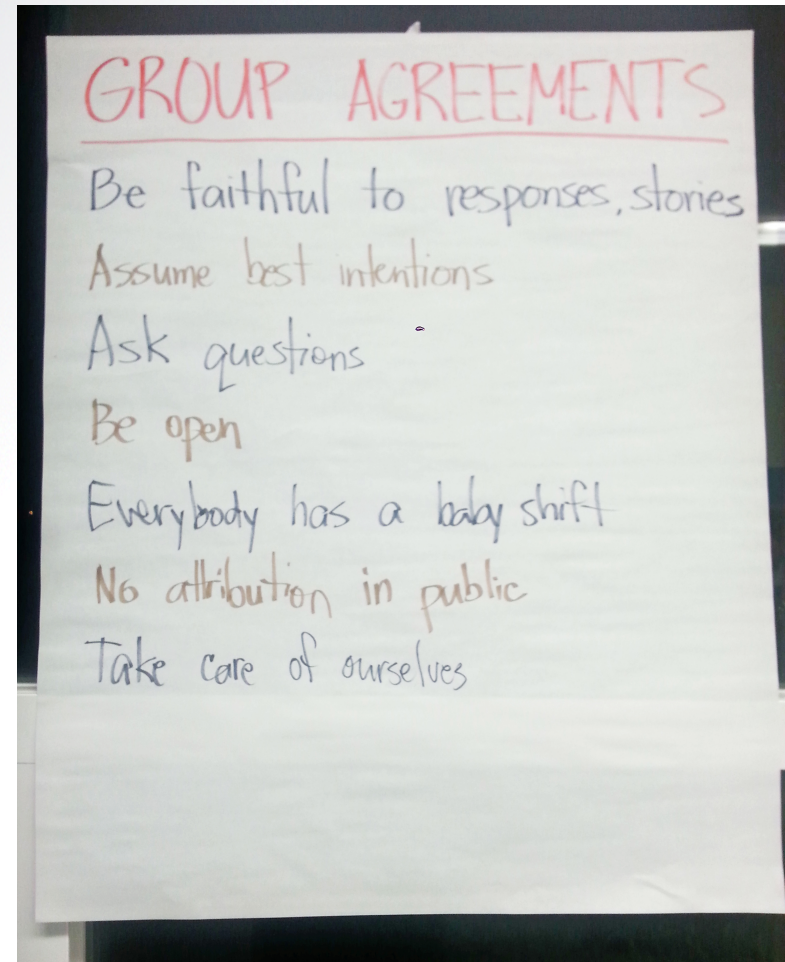 GROUP AGREEMENTS
Be faithful to responses, stories
Assume best intentions
Ask questions
Be open
Everybody has a baby shift
No attribution in public
Take care of ourselves